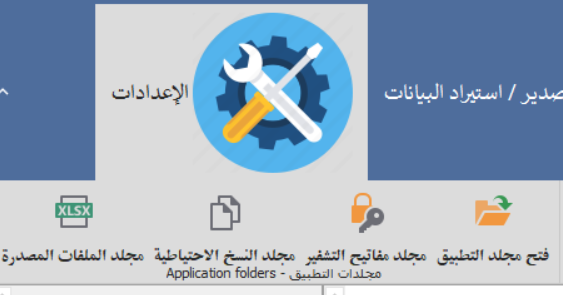 تصدير / استيراد البيانات
الإعدادات
فتح مجلد التطبيق
مجلد مفاتيح التشفير
مجلد النسخ الاحتياطية
XLSX
مجلد الملفات المصدرة
مجلدات التطبيق - Application folders